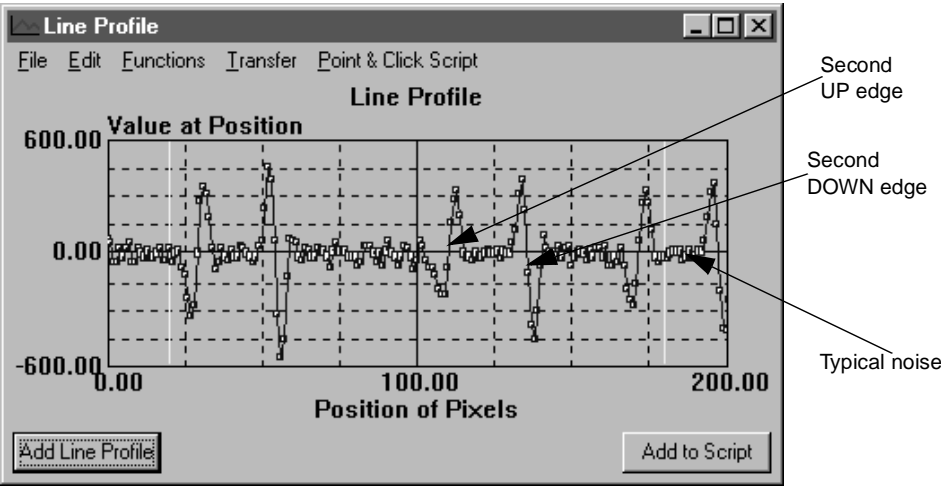 Line Profile
File Edit Functions Transfer Point & Click Script
Line Profile
Value at Position
600.00
0.00
-600.00
0.00 100.00 200.00
Position of Pixels
Add Line Profile
Add to Script
Second
UP edge
Second
DOWN edge
Typical noise